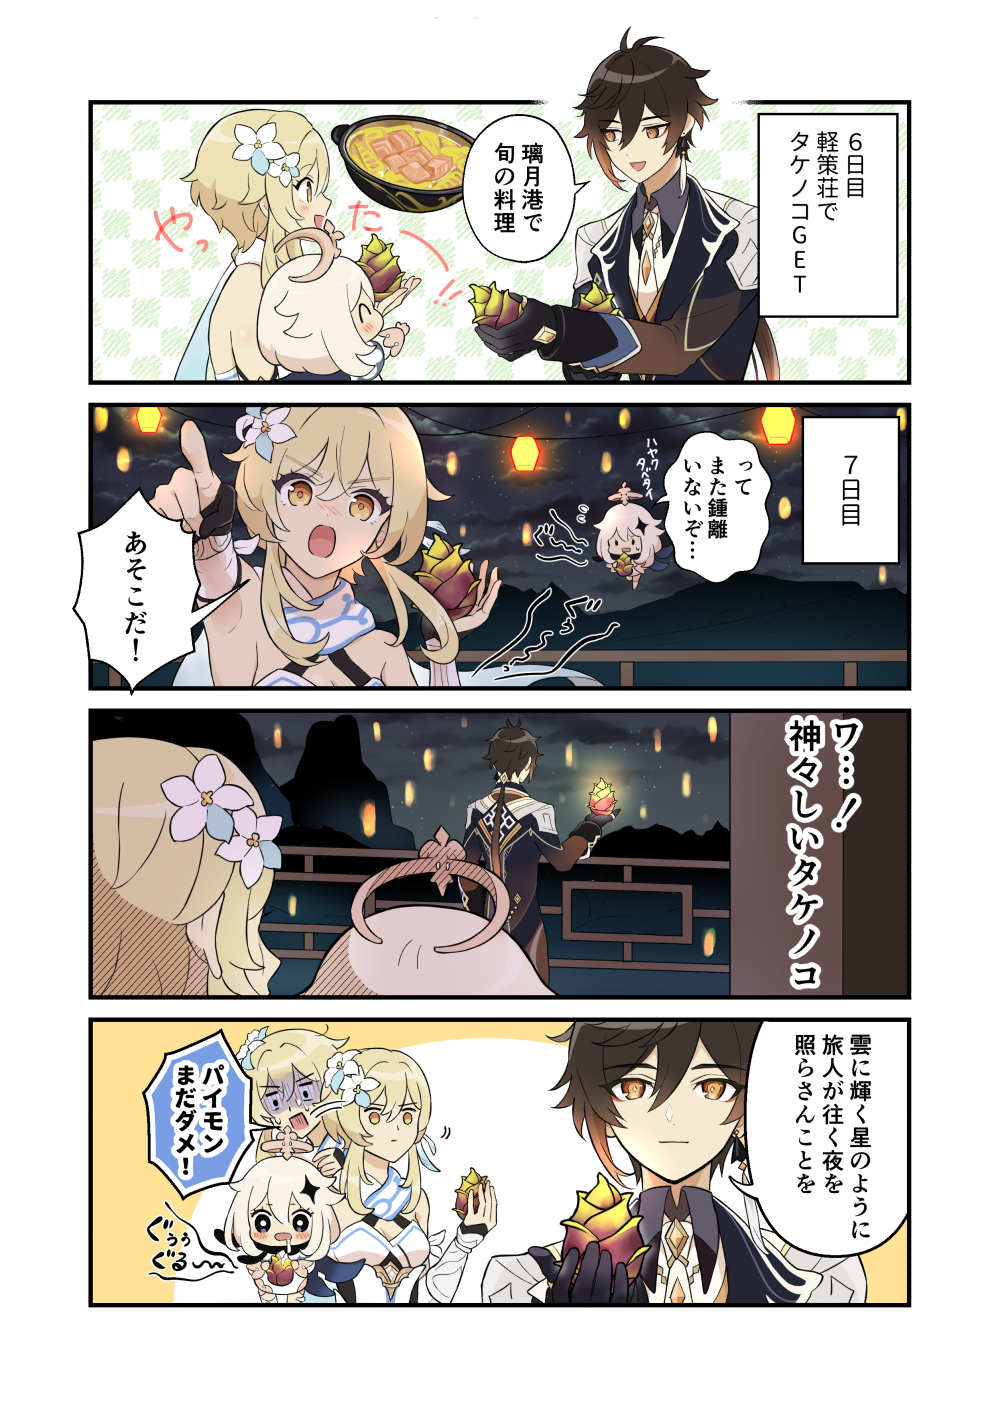 6日目
軽策荘で
タケノコGET
璃月港で
旬の料理
やったー!!
7日目
って
また鍾離
いないぞ…
ハヤク
タベタイ
あそこだ!
ワ…!
神々しいタケノコ
雲に輝く星のように
旅人が往く夜を
照らさんことを
パイモン
まだダメ!
ぐぅぅ
ぐる〜